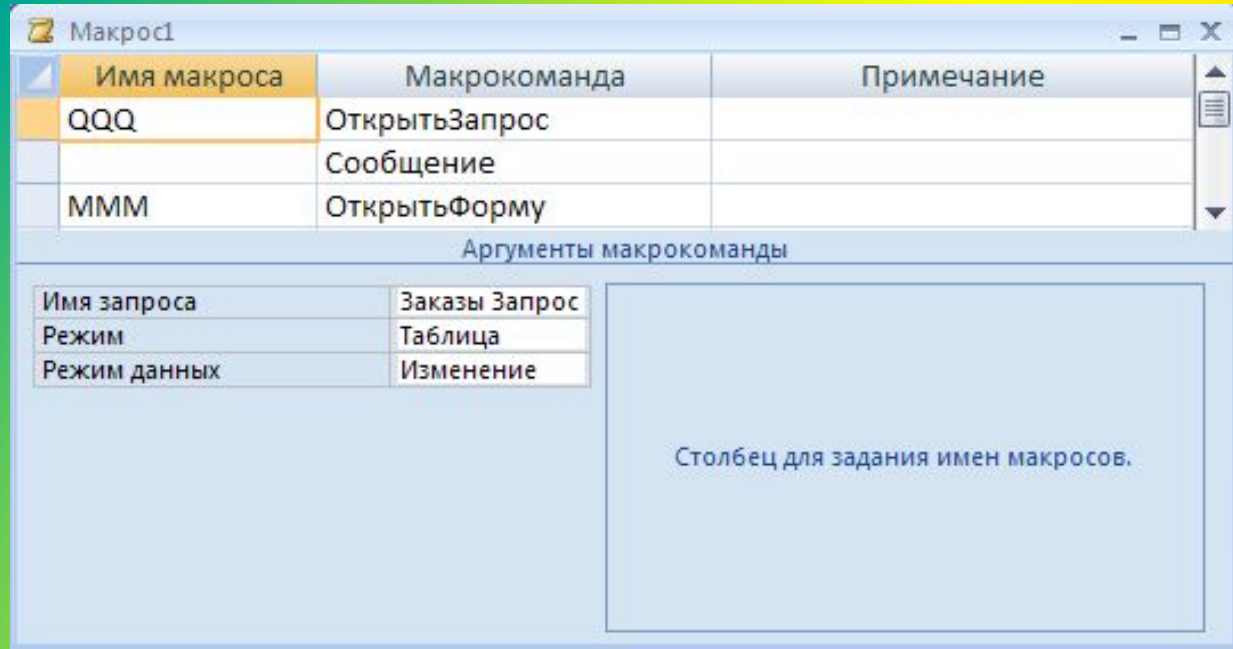 Макрос1
Имя макроса Макрокоманда Примечание
QQQ ОткрытьЗапрос
Сообщение
МММ ОткрытьФорму
Аргументы макрокоманды
Имя запроса Заказы Запрос
Режим Таблица
Режим данных Изменение
Столбец для задания имен макросов.